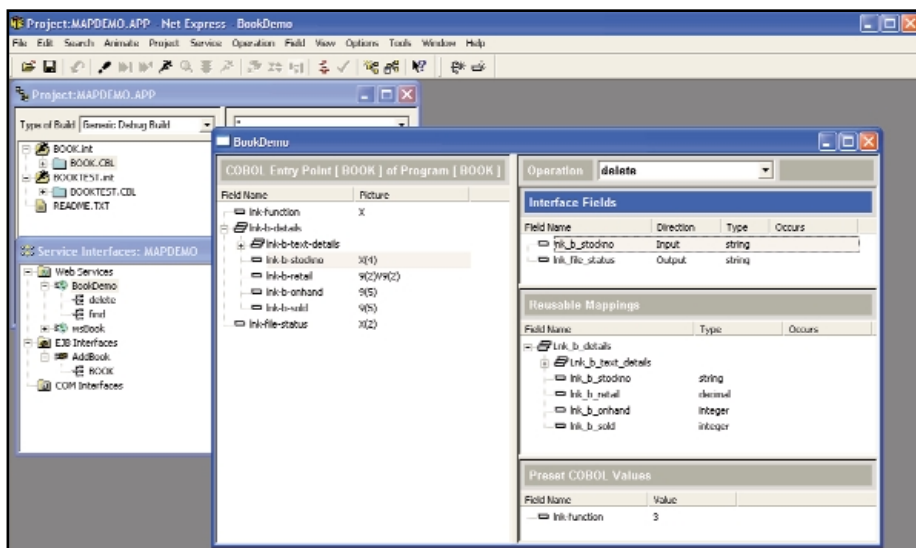 Project:MAPDEMO.APP - Net Express - BookDemo
File Edit Search Animate Project Service Operation Field View Options Tools Window Help
Project:MAPDEMO.APP
Type of Build Generic Debug Build
*
BOOK.int
BOOK.CBL
BOOKTEST.int
BOOKTEST.CBL
README.TXT
Service Interfaces: MAPDEMO
Web Services
BookDemo
delete
find
wsBook
EJB Interfaces
AddBook
BOOK
COM Interfaces
BookDemo
COBOL Entry Point [ BOOK ] of Program [ BOOK ]
Field Name Picture
lnk-function X
lnk-b-details
lnk-b-text-details
lnk-b-stockno X(4)
lnk-b-retail 9(2)V9(2)
lnk-b-onhand 9(5)
lnk-b-sold 9(5)
lnk-file-status X(2)
Operation delete
Interface Fields
Field Name Direction Type Occurs
lnk_b_stockno Input string
lnk_file_status Output string
Reusable Mappings
Field Name Type Occurs
Lnk_b_details
Lnk_b_text_details
lnk_b_stockno string
lnk_b_retail decimal
lnk_b_onhand integer
lnk_b_sold integer
Preset COBOL Values
Field Name Value
lnk-function 3